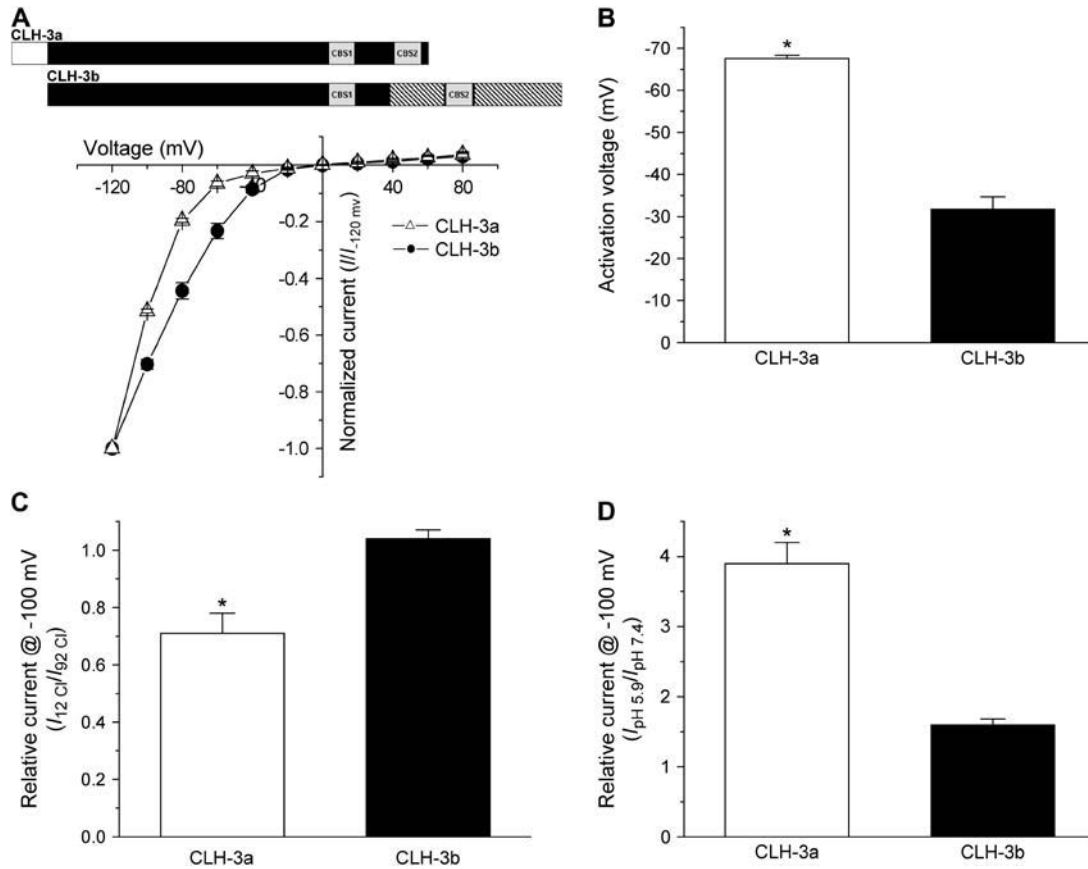 A
CLH-3a
CBS1 CBS2
CLH-3b
CBS1 CBS2
Voltage (mV)
-120 -80 40 80
-0.2
-0.4
-0.6
-0.8
-1.0
Normalized current (I/I-120 mv)
CLH-3a
CLH-3b
B
-70
-60
-50
-40
-30
-20
-10
0
Activation voltage (mV)
*
CLH-3a CLH-3b
C
1.0
0.8
0.6
0.4
0.2
0.0
Relative current @ -100 mV
(I12 Cl/I92 Cl)
*
CLH-3a CLH-3b
D
4
3
2
1
0
Relative current @ -100 mV
(IpH 5.9/IpH 7.4)
*
CLH-3a CLH-3b